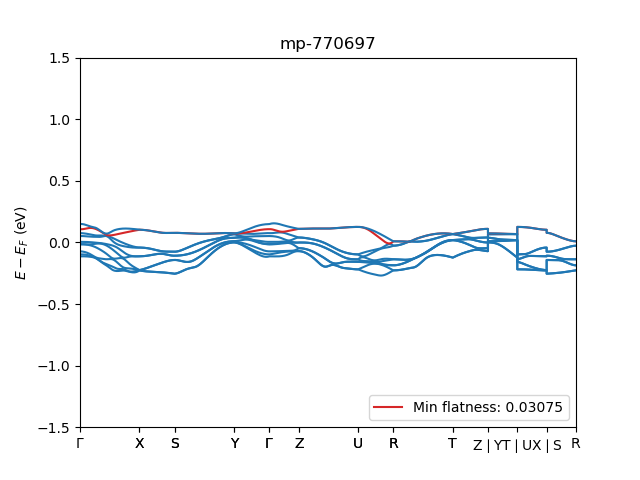 mp-770697
1.5
1.0
0.5
0.0
−0.5
−1.0
−1.5
E − E_F (eV)
Min flatness: 0.03075
Γ X S Y Γ Z U R T Z | YT | UX | S R